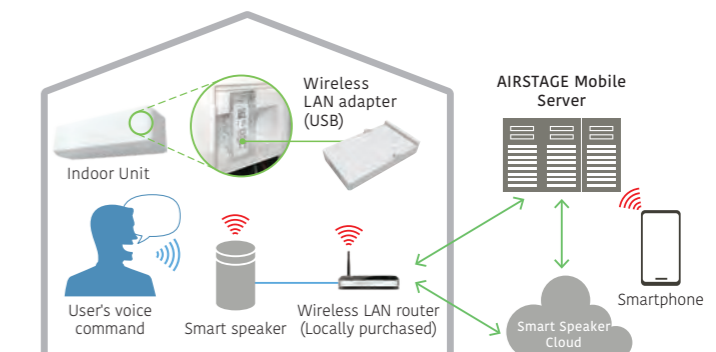 Wireless
LAN adapter
(USB)
AIRSTAGE Mobile
Server
Indoor Unit
User's voice
command
Smart speaker
Wireless LAN router
(Locally purchased)
Smart Speaker
Cloud
Smartphone